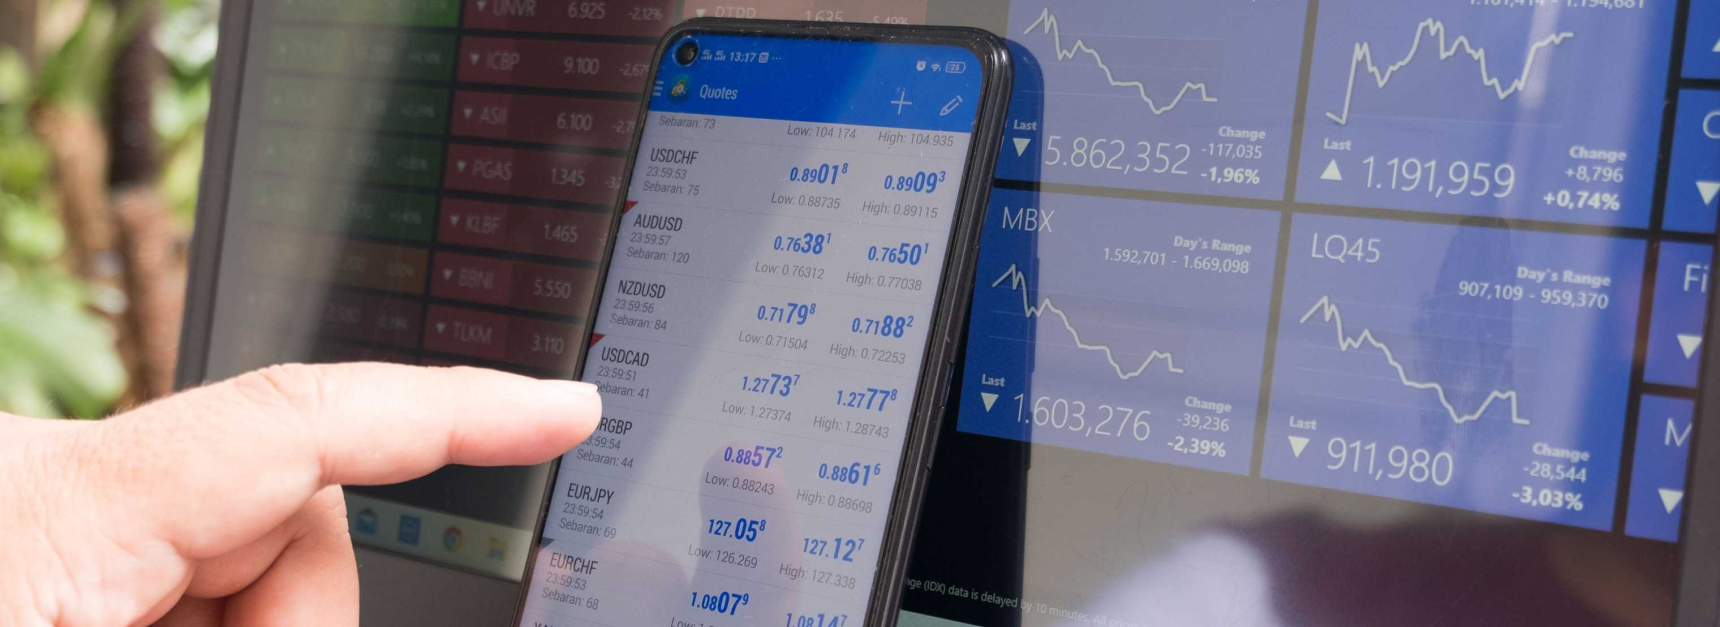 ▼ UNVR 6.925 -2,12%
▼ ICBP 9.100
▼ ASII 6.100
▼ PGAS 1.345
▼ KLBF 1.465
▼ BBNI 5.550
▼ TLKM 3.110
13:17
Quotes
Sebaran: 73 Low: 104.174 High: 104.935
USDCHF
23:59:53
Sebaran: 75
0.8901⁸ 0.8909³
Low: 0.88735 High: 0.89115
AUDUSD
23:59:57
Sebaran: 120
0.7638¹ 0.7650¹
Low: 0.76312 High: 0.77038
NZDUSD
23:59:56
Sebaran: 84
0.7179⁸ 0.7188²
Low: 0.71504 High: 0.72253
USDCAD
23:59:51
Sebaran: 41
1.2773⁷ 1.2777⁸
Low: 1.27374 High: 1.28743
RGBP
3:59:54
Sebaran: 44
0.8857² 0.8861⁶
Low: 0.88243 High: 0.88698
EURJPY
23:59:54
Sebaran: 69
127.05⁸ 127.12⁷
Low: 126.269 High: 127.338
EURCHF
23:59:53
Sebaran: 68
1.0807⁹ 1.0814⁷
Last
▼ 5.862,352
Change
-117,035
-1,96%
Last
▲ 1.191,959
Change
+8,796
+0,74%
MBX
Day's Range
1.592,701 - 1.669,098
Last
▼ 1.603,276
Change
-39,236
-2,39%
LQ45
Day's Range
907,109 - 959,370
Last
▼ 911,980
Change
-28,544
-3,03%
(IDX) data is delayed by 10 minutes.